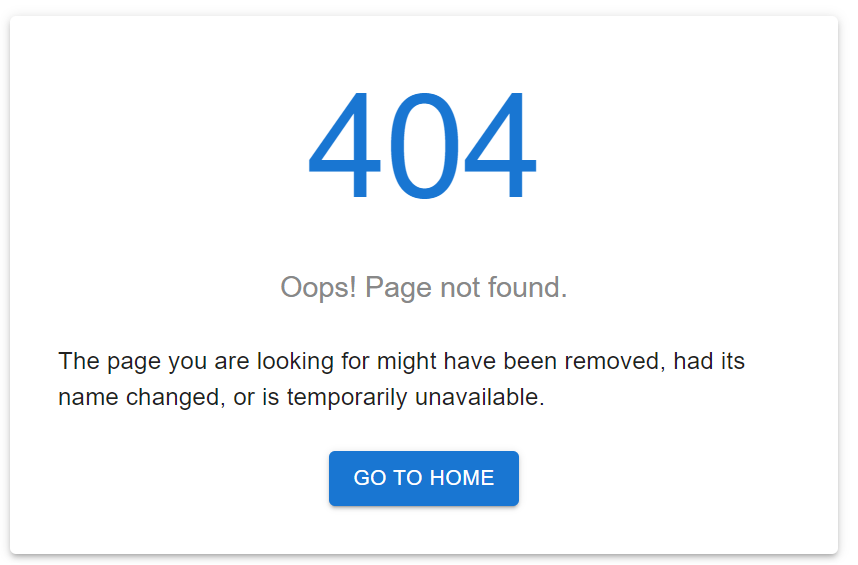 404
Oops! Page not found.
The page you are looking for might have been removed, had its
name changed, or is temporarily unavailable.
GO TO HOME